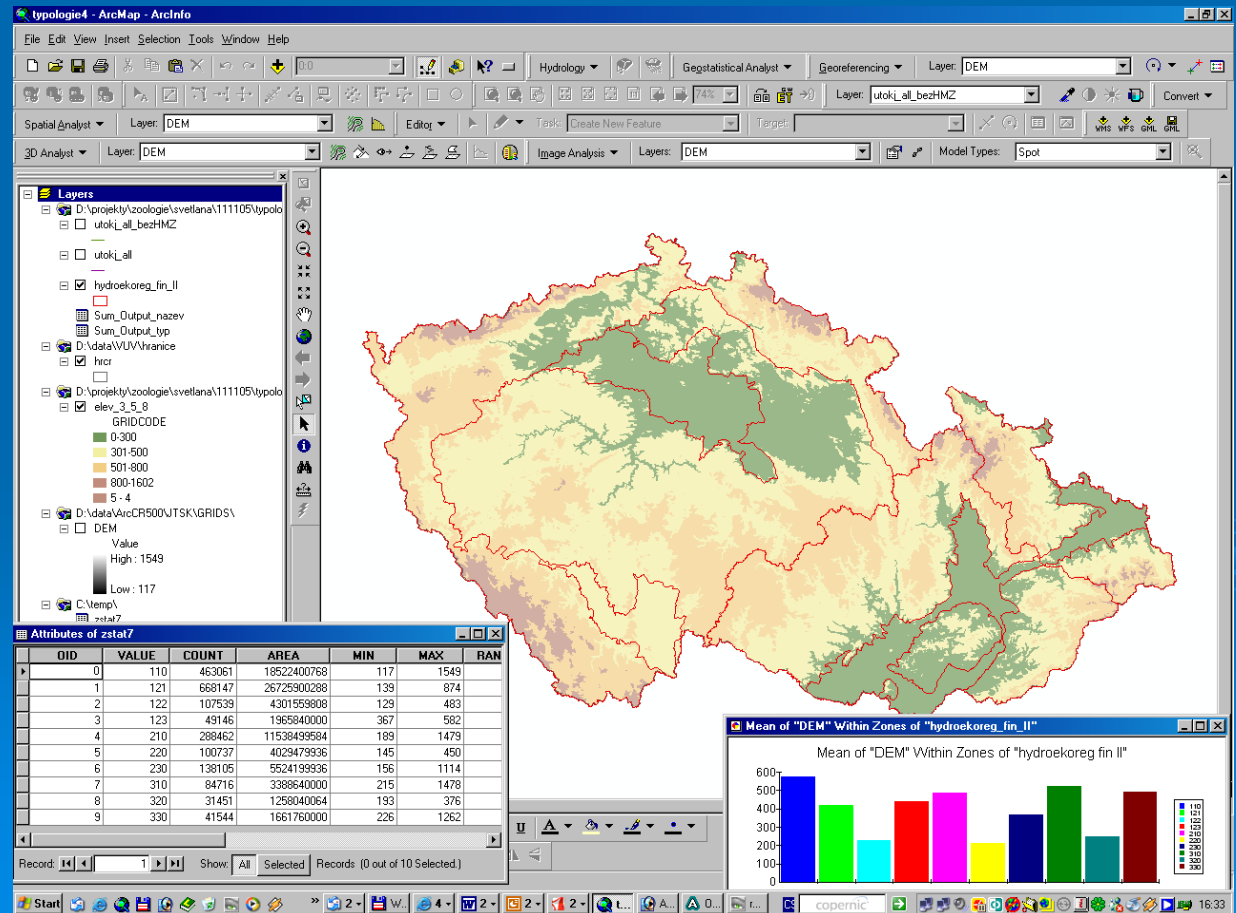 typologie4 - ArcMap - ArcInfo
File Edit View Insert Selection Tools Window Help
0:0 Hydrology Geostatistical Analyst Georeferencing Layer: DEM
74% Layer: utokj_all_bezHMZ Convert
Spatial Analyst Layer: DEM Editor Task: Create New Feature Target: WMS WFS GML GML
3D Analyst Layer: DEM Image Analysis Layers: DEM Model Types: Spot
Layers
D:\projekty\zoologie\svetlana\111105\typolo
utokj_all_bezHMZ
utokj_all
hydroekoreg_fin_II
Sum_Output_nazev
Sum_Output_typ
D:\data\VUV\hranice
hrcr
D:\projekty\zoologie\svetlana\111105\typolo
elev_3_5_8
GRIDCODE
0-300
301-500
501-800
800-1602
5 - 4
D:\data\ArcCR500\JTSK\GRIDS\
DEM
Value
High : 1549
Low : 117
C:\temp\
zstat7
Attributes of zstat7
OID VALUE COUNT AREA MIN MAX RAN
0 110 463061 18522400768 117 1549
1 121 668147 26725900288 139 874
2 122 107539 4301559808 129 483
3 123 49146 1965840000 367 582
4 210 288462 11538499584 189 1479
5 220 100737 4029479936 145 450
6 230 138105 5524199936 156 1114
7 310 84716 3388640000 215 1478
8 320 31451 1258040064 193 376
9 330 41544 1661760000 226 1262
Record: 1 Show: All Selected Records (0 out of 10 Selected.)
U A
Mean of "DEM" Within Zones of "hydroekoreg_fin_II"
Mean of "DEM" Within Zones of "hydroekoreg fin II"
600
500
400
300
200
100
0
110
121
122
123
210
220
230
310
320
330
Start » 2 - W.. 4 - 2 - 2 - 2 - t... A... 0... r... copernic 16:33